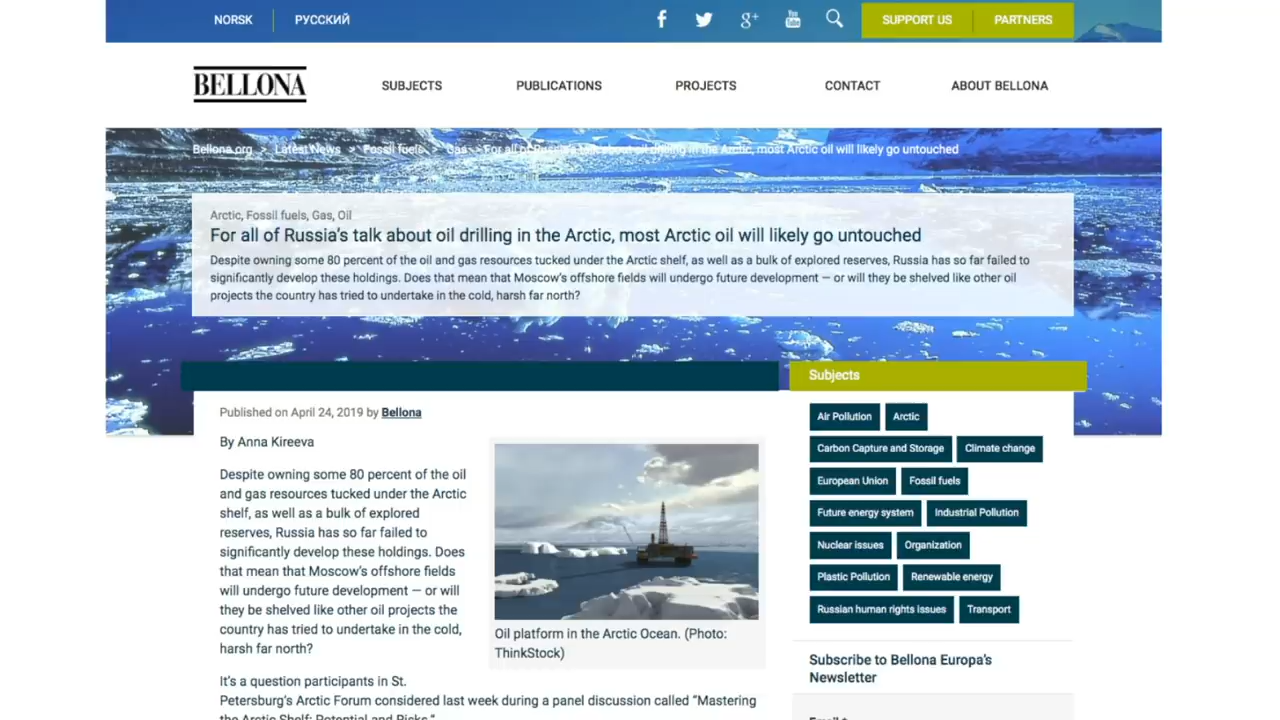 NORSK
РУССКИЙ
SUPPORT US
PARTNERS
BELLONA
SUBJECTS
PUBLICATIONS
PROJECTS
CONTACT
ABOUT BELLONA
Bellona.org > Latest News > Fossil fuels > Gas > For all of Russia's talk about oil drilling in the Arctic, most Arctic oil will likely go untouched
Arctic, Fossil fuels, Gas, Oil
For all of Russia's talk about oil drilling in the Arctic, most Arctic oil will likely go untouched
Despite owning some 80 percent of the oil and gas resources tucked under the Arctic shelf, as well as a bulk of explored reserves, Russia has so far failed to
significantly develop these holdings. Does that mean that Moscow's offshore fields will undergo future development — or will they be shelved like other oil
projects the country has tried to undertake in the cold, harsh far north?
Published on April 24, 2019 by Bellona
By Anna Kireeva
Despite owning some 80 percent of the oil
and gas resources tucked under the Arctic
shelf, as well as a bulk of explored
reserves, Russia has so far failed to
significantly develop these holdings. Does
that mean that Moscow's offshore fields
will undergo future development — or will
they be shelved like other oil projects the
country has tried to undertake in the cold,
harsh far north?
Oil platform in the Arctic Ocean. (Photo:
ThinkStock)
It's a question participants in St.
Petersburg's Arctic Forum considered last week during a panel discussion called "Mastering
the Arctic Shelf: Potential and Risks."
Subjects
Air Pollution
Arctic
Carbon Capture and Storage
Climate change
European Union
Fossil fuels
Future energy system
Industrial Pollution
Nuclear issues
Organization
Plastic Pollution
Renewable energy
Russian human rights issues
Transport
Subscribe to Bellona Europa's
Newsletter
Email *